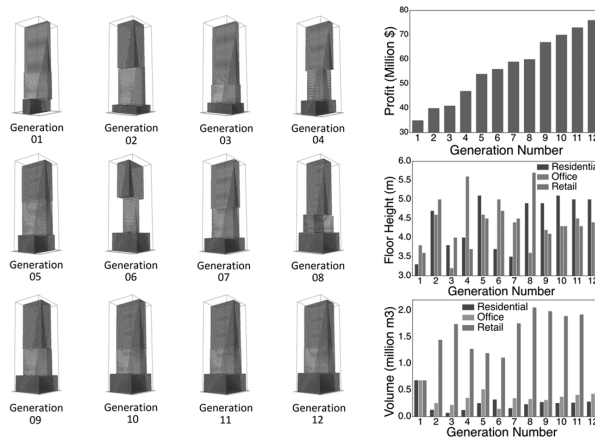 Generation
01
Generation
02
Generation
03
Generation
04
Generation
05
Generation
06
Generation
07
Generation
08
Generation
09
Generation
10
Generation
11
Generation
12
Profit (Million $)
80
70
60
50
40
30
1 2 3 4 5 6 7 8 9 10 11 12
Generation Number
Floor Height (m)
6.0
5.5
5.0
4.5
4.0
3.5
3.0
Residential
Office
Retail
1 2 3 4 5 6 7 8 9 10 11 12
Generation Number
Volume (million m3)
2.0
1.5
1.0
0.5
0.0
Residential
Office
Retail
1 2 3 4 5 6 7 8 9 10 11 12
Generation Number